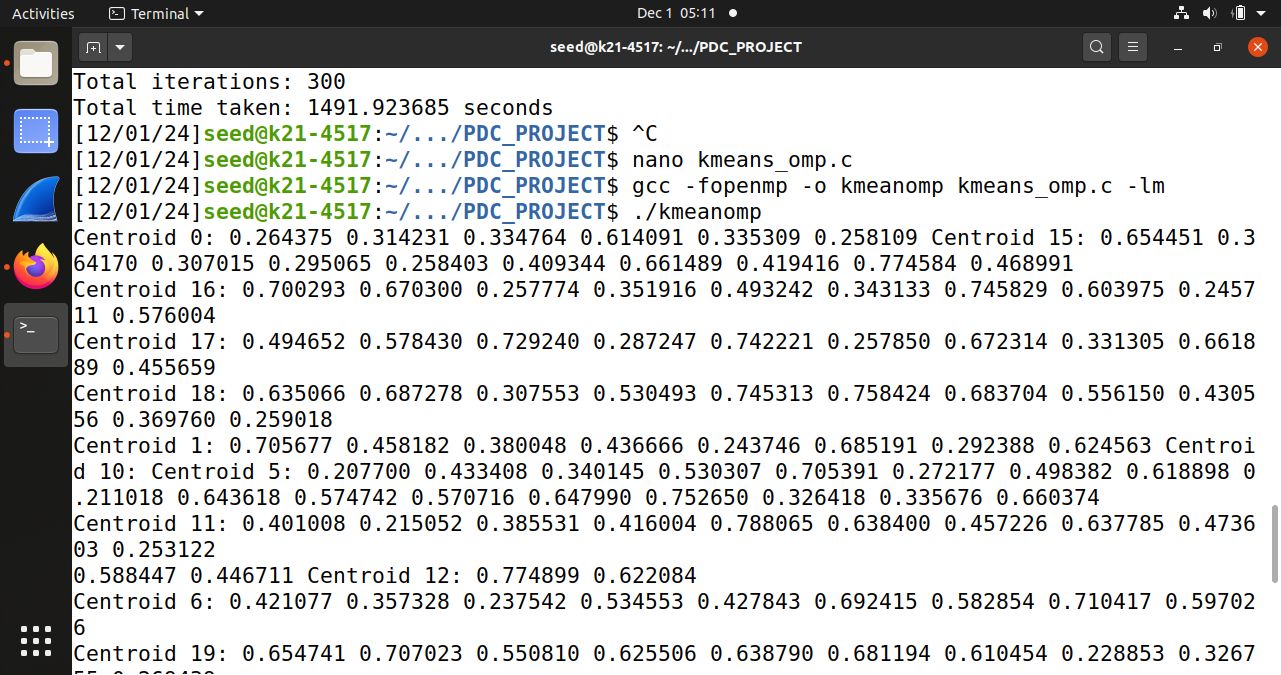 Activities Terminal Dec 1 05:11
seed@k21-4517: ~/.../PDC_PROJECT
Total iterations: 300
Total time taken: 1491.923685 seconds
[12/01/24]seed@k21-4517:~/.../PDC_PROJECT$ ^C
[12/01/24]seed@k21-4517:~/.../PDC_PROJECT$ nano kmeans_omp.c
[12/01/24]seed@k21-4517:~/.../PDC_PROJECT$ gcc -fopenmp -o kmeanomp kmeans_omp.c -lm
[12/01/24]seed@k21-4517:~/.../PDC_PROJECT$ ./kmeanomp
Centroid 0: 0.264375 0.314231 0.334764 0.614091 0.335309 0.258109 Centroid 15: 0.654451 0.3
64170 0.307015 0.295065 0.258403 0.409344 0.661489 0.419416 0.774584 0.468991
Centroid 16: 0.700293 0.670300 0.257774 0.351916 0.493242 0.343133 0.745829 0.603975 0.2457
11 0.576004
Centroid 17: 0.494652 0.578430 0.729240 0.287247 0.742221 0.257850 0.672314 0.331305 0.6618
89 0.455659
Centroid 18: 0.635066 0.687278 0.307553 0.530493 0.745313 0.758424 0.683704 0.556150 0.4305
56 0.369760 0.259018
Centroid 1: 0.705677 0.458182 0.380048 0.436666 0.243746 0.685191 0.292388 0.624563 Centroi
d 10: Centroid 5: 0.207700 0.433408 0.340145 0.530307 0.705391 0.272177 0.498382 0.618898 0
.211018 0.643618 0.574742 0.570716 0.647990 0.752650 0.326418 0.335676 0.660374
Centroid 11: 0.401008 0.215052 0.385531 0.416004 0.788065 0.638400 0.457226 0.637785 0.4736
03 0.253122
0.588447 0.446711 Centroid 12: 0.774899 0.622084
Centroid 6: 0.421077 0.357328 0.237542 0.534553 0.427843 0.692415 0.582854 0.710417 0.59702
6
Centroid 19: 0.654741 0.707023 0.550810 0.625506 0.638790 0.681194 0.610454 0.228853 0.3267